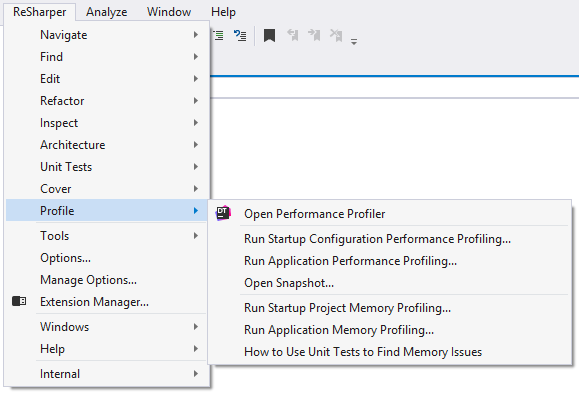 ReSharper Analyze Window Help
Navigate
Find
Edit
Refactor
Inspect
Architecture
Unit Tests
Cover
Profile
Tools
Options...
Manage Options...
Extension Manager...
Windows
Help
Internal
DT
Open Performance Profiler
Run Startup Configuration Performance Profiling...
Run Application Performance Profiling...
Open Snapshot...
Run Startup Project Memory Profiling...
Run Application Memory Profiling...
How to Use Unit Tests to Find Memory Issues